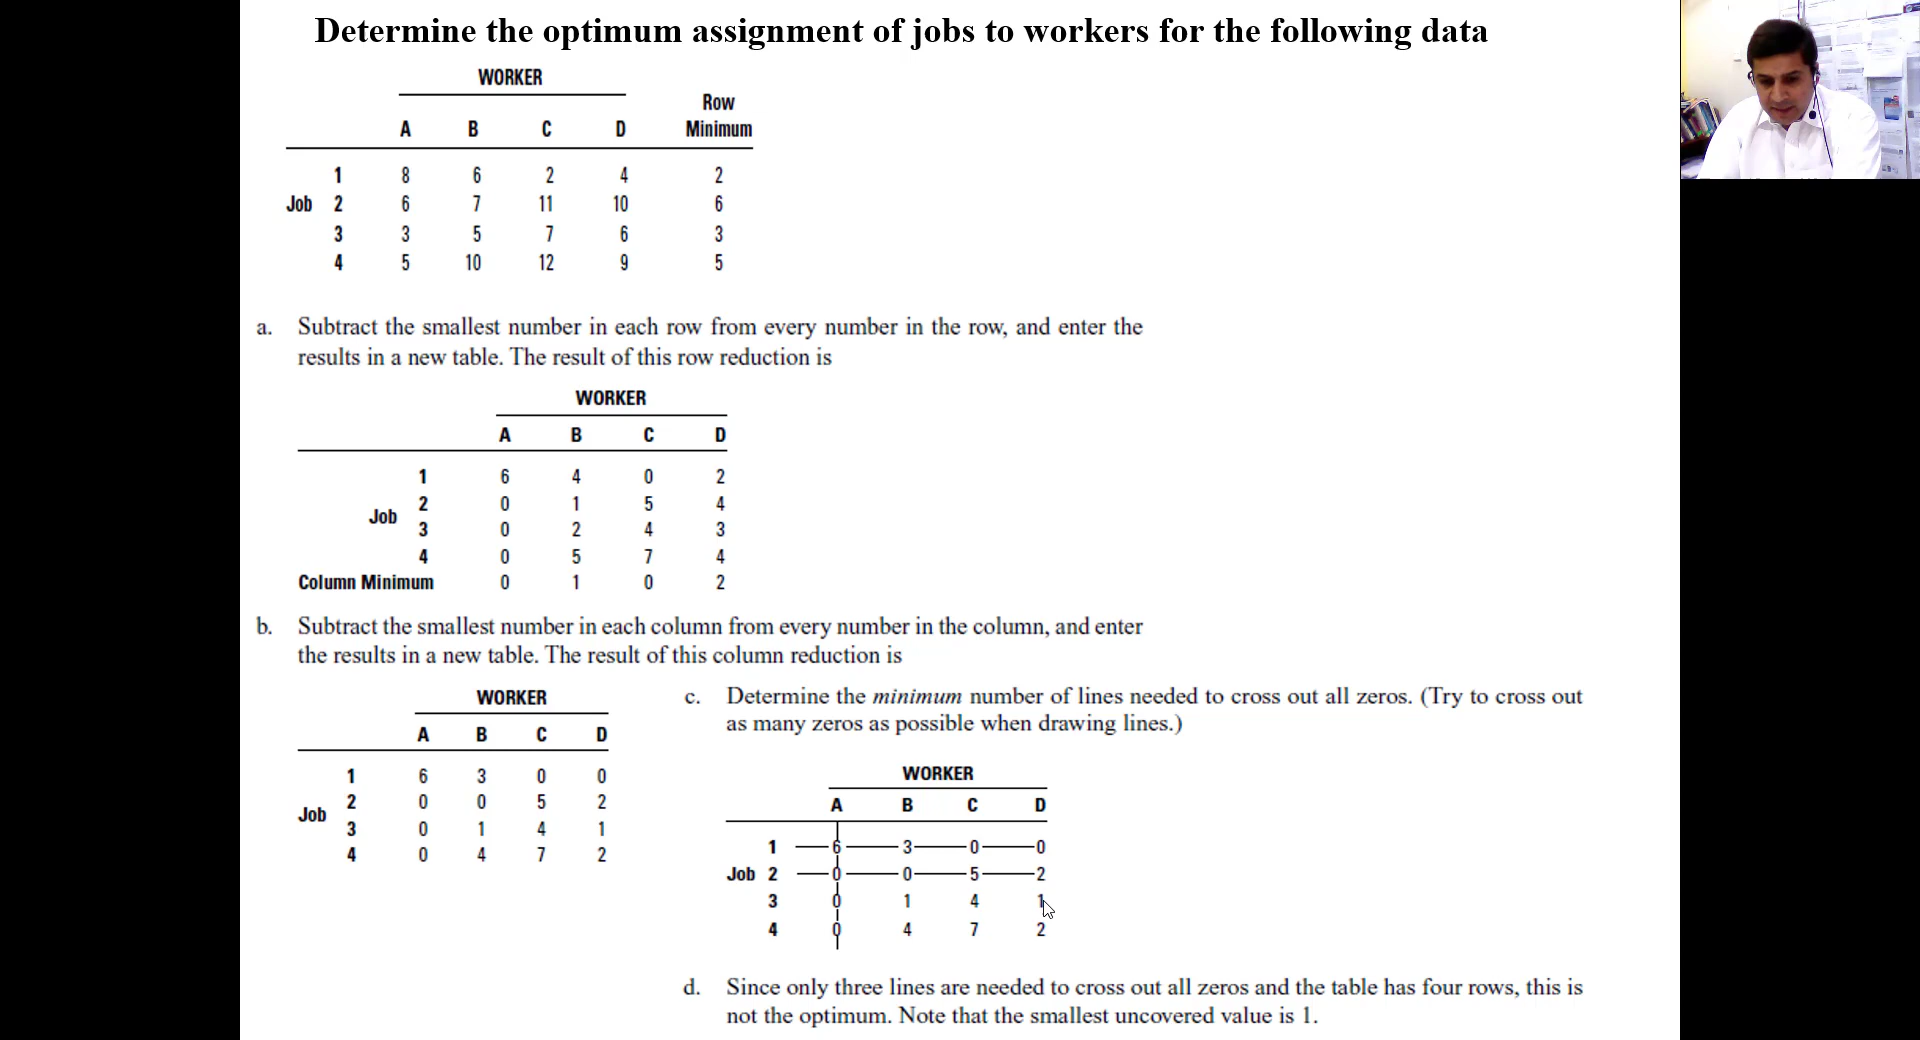 Determine the optimum assignment of jobs to workers for the following data
WORKER
Row
A B C D Minimum
1 8 6 2 4 2
Job 2 6 7 11 10 6
3 3 5 7 6 3
4 5 10 12 9 5
a. Subtract the smallest number in each row from every number in the row, and enter the
results in a new table. The result of this row reduction is
WORKER
A B C D
1 6 4 0 2
2 0 1 5 4
Job
3 0 2 4 3
4 0 5 7 4
Column Minimum 0 1 0 2
b. Subtract the smallest number in each column from every number in the column, and enter
the results in a new table. The result of this column reduction is
WORKER
A B C D
1 6 3 0 0
2 0 0 5 2
Job
3 0 1 4 1
4 0 4 7 2
c. Determine the minimum number of lines needed to cross out all zeros. (Try to cross out
as many zeros as possible when drawing lines.)
WORKER
A B C D
1 6 3 0 0
Job 2 0 0 5 2
3 0 1 4 1
4 0 4 7 2
d. Since only three lines are needed to cross out all zeros and the table has four rows, this is
not the optimum. Note that the smallest uncovered value is 1.